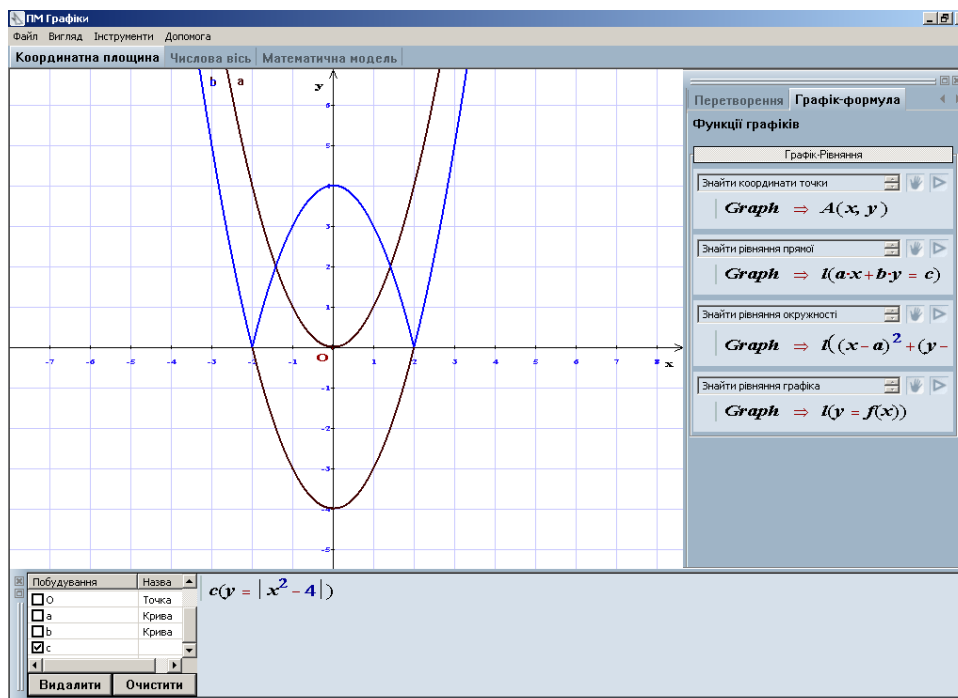 ПМ Графіки
Файл Вигляд Інструменти Допомога
Координатна площина Числова вісь Математична модель
b a y
6
5
4
3
2
1
-7 -6 -5 -4 -3 -2 -1 O 1 2 3 4 5 6 7 8 x
-1
-2
-3
-4
-5
Перетворення Графік-формула
Функції графіків
Графік-Рівняння
Знайти координати точки
Graph ⇒ A(x, y)
Знайти рівняння прямої
Graph ⇒ l(a·x+b·y = c)
Знайти рівняння окружності
Graph ⇒ l((x−a)²+(y−
Знайти рівняння графіка
Graph ⇒ l(y = f(x))
Побудування Назва
O Точка
a Крива
b Крива
c
Видалити Очистити
c(y = |x²−4|)